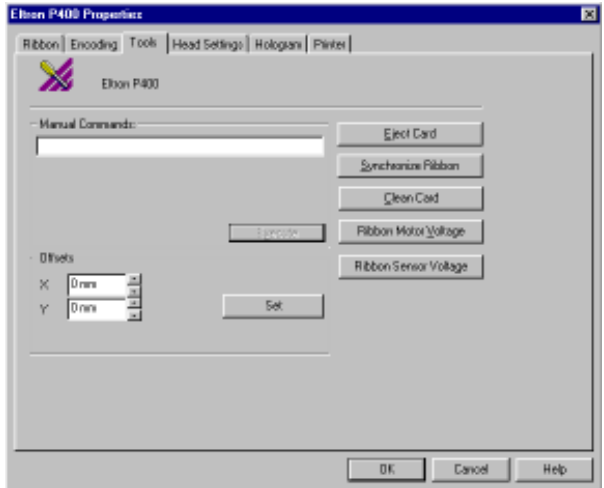 Eltron P400 Properties
Ribbon Encoding Tools Head Settings Hologram Printer
Eltron P400
Manual Commands:
Eject Card
Synchronize Ribbon
Clean Card
Execute
Ribbon Motor Voltage
Offsets
Ribbon Sensor Voltage
X 0 mm
Y 0 mm
Set
OK Cancel Help